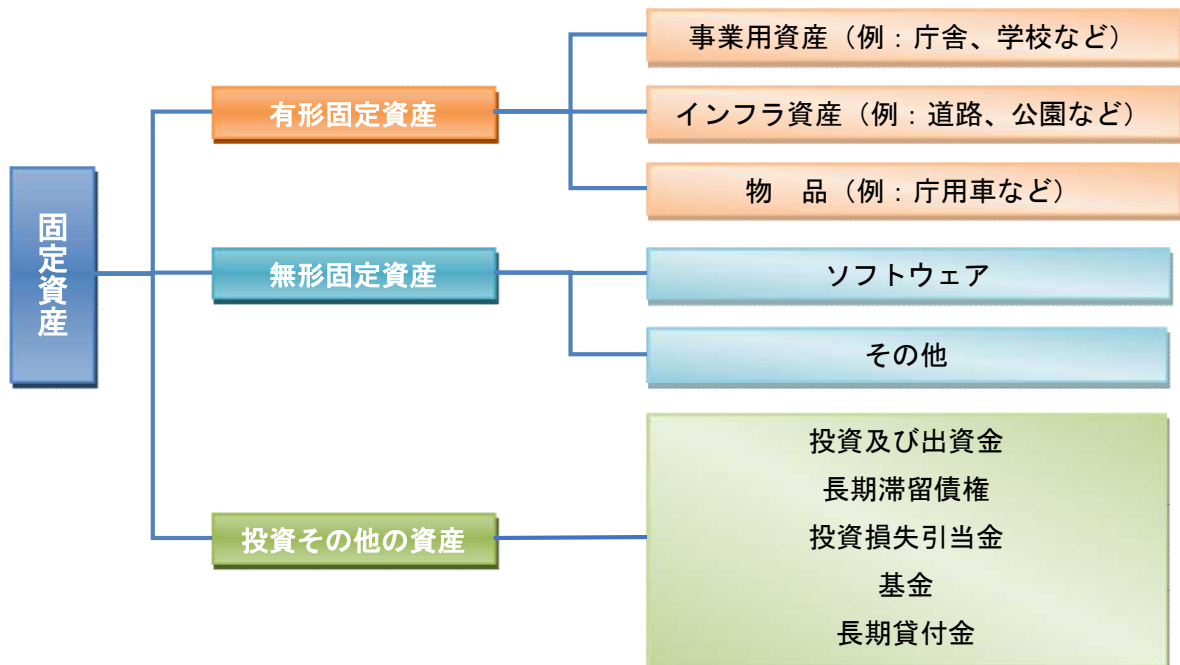 固定資産
有形固定資産
事業用資産（例：庁舎、学校など）
インフラ資産（例：道路、公園など）
物　品（例：庁用車など）
無形固定資産
ソフトウェア
その他
投資その他の資産
投資及び出資金
長期滞留債権
投資損失引当金
基金
長期貸付金